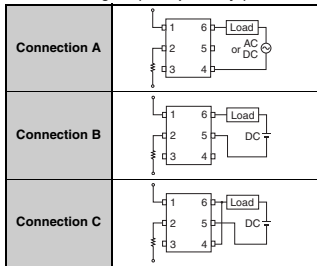 Connection A
1 6 Load
2 5 or AC DC
3 4
Connection B
1 6 Load
2 5 DC
3 4
Connection C
1 6 Load
2 5 DC
3 4